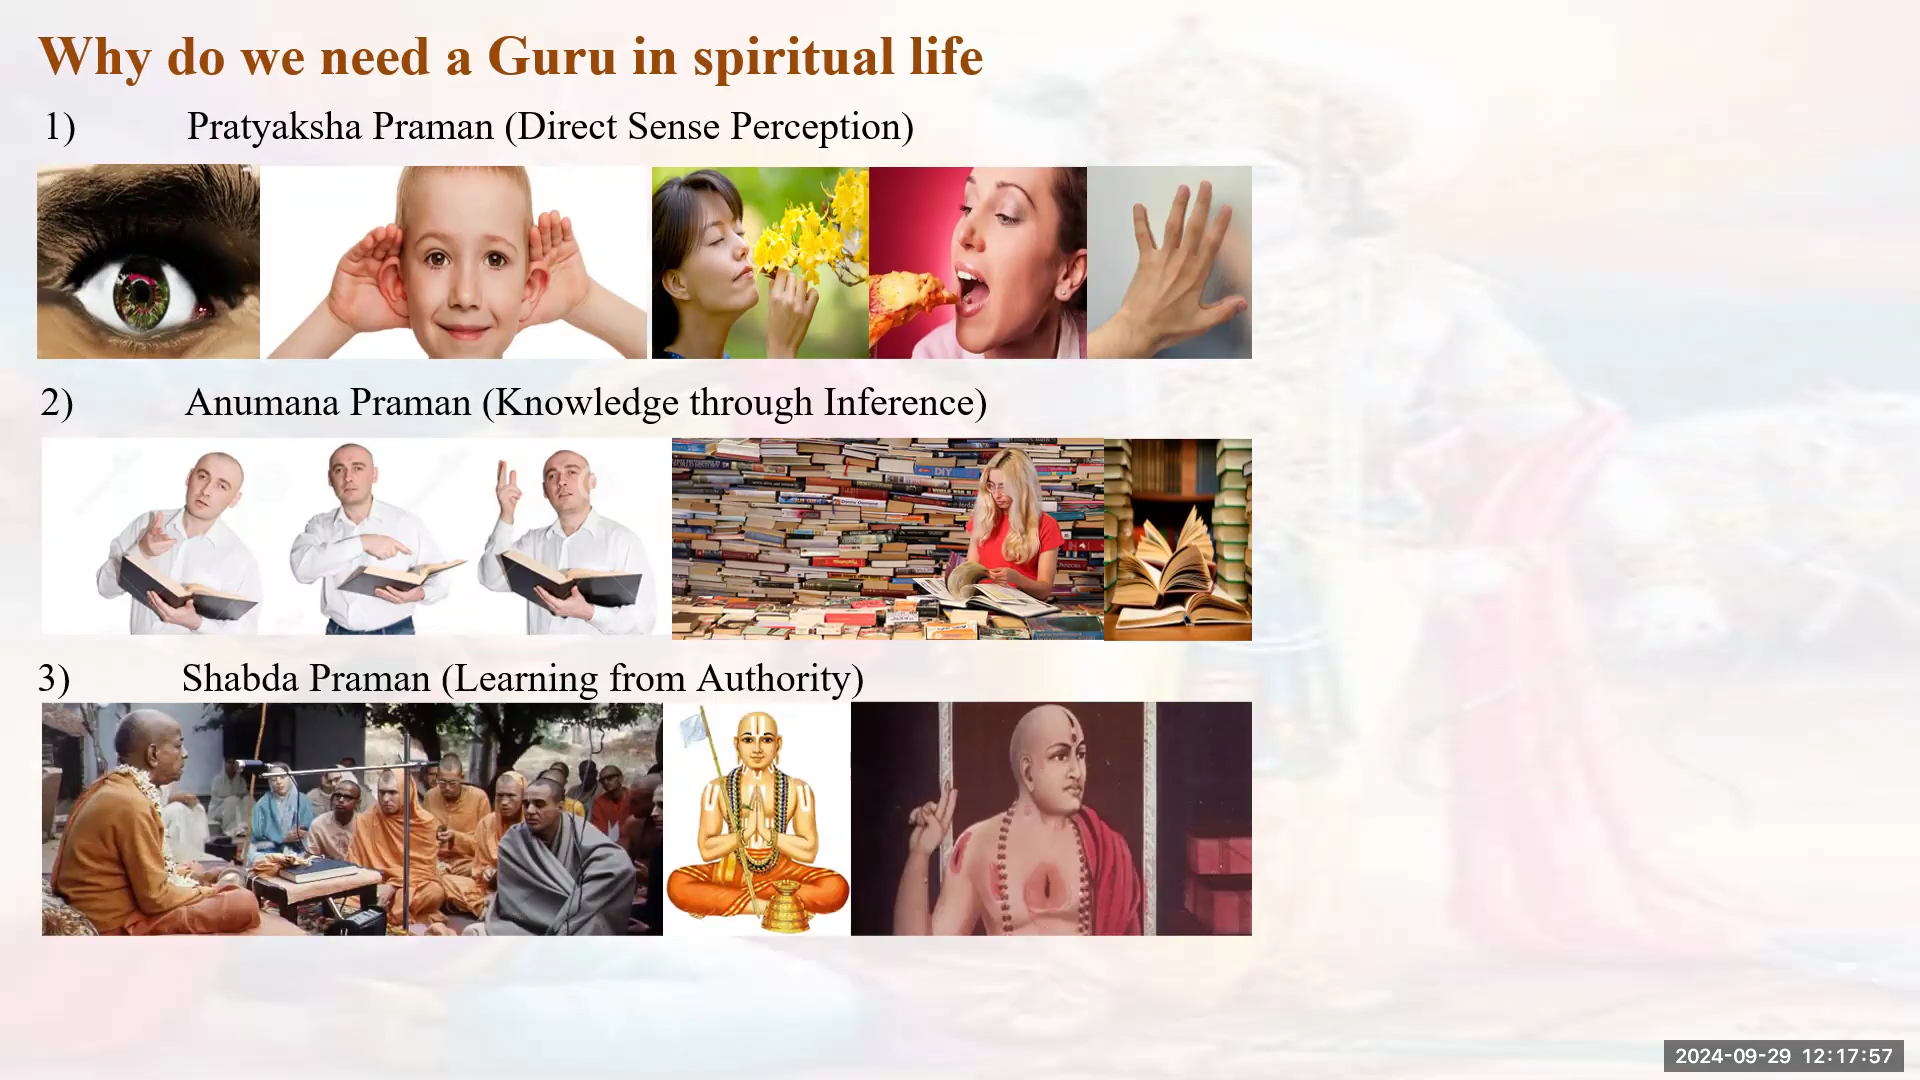 Why do we need a Guru in spiritual life
1) Pratyaksha Praman (Direct Sense Perception)
2) Anumana Praman (Knowledge through Inference)
DIY
3) Shabda Praman (Learning from Authority)
2024-09-29 12:17:57